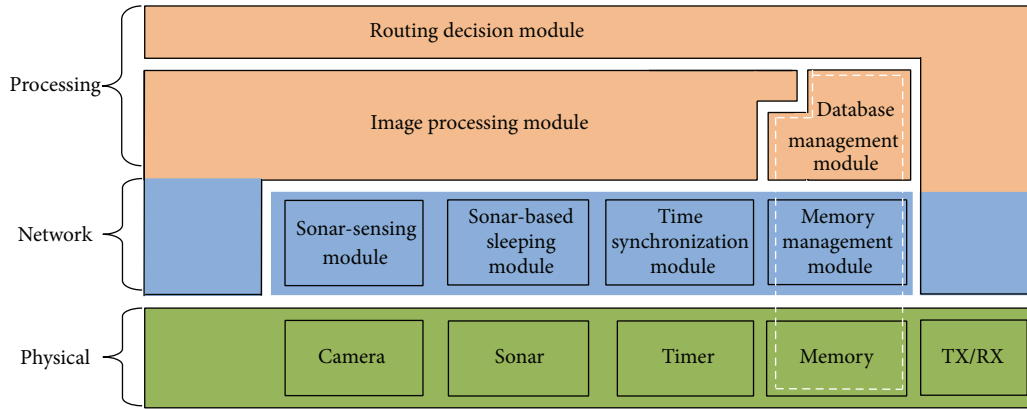 Routing decision module
Processing
Image processing module
Database
management
module
Network
Sonar-sensing
module
Sonar-based
sleeping
module
Time
synchronization
module
Memory
management
module
Physical
Camera
Sonar
Timer
Memory
TX/RX